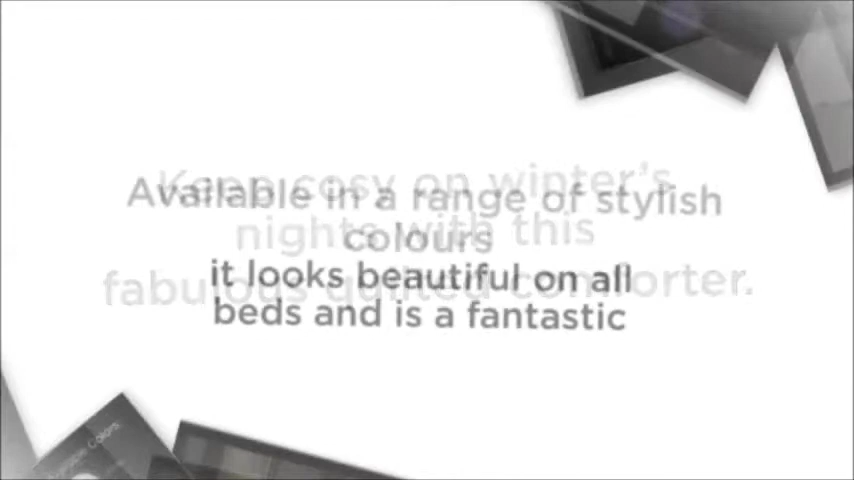 Keep cosy on winter's
nights with this
fabulous quilted comforter.
Available in a range of stylish
colours
it looks beautiful on all
beds and is a fantastic
Colors